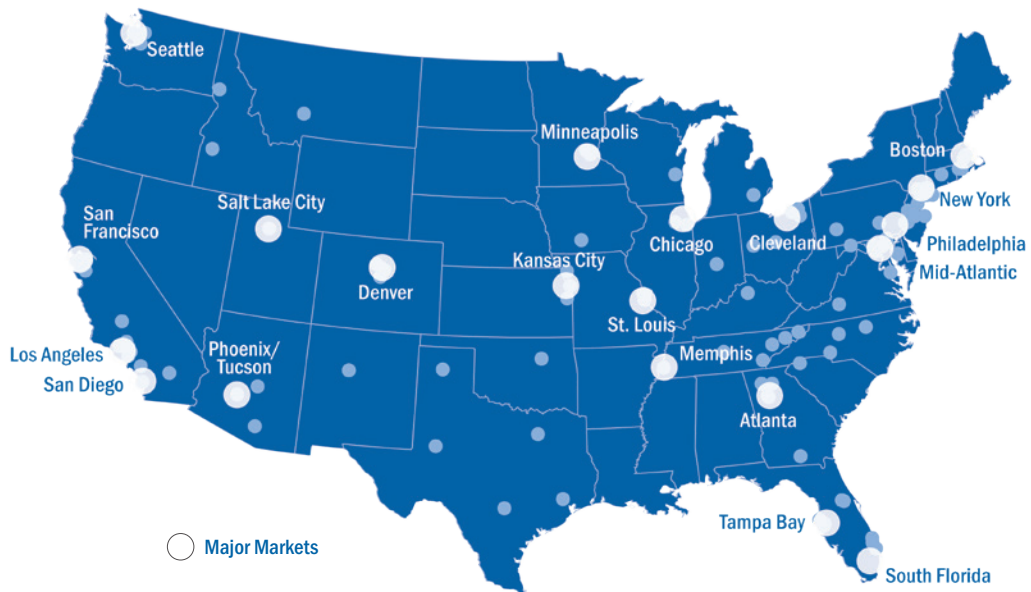 Seattle
Minneapolis
Boston
Salt Lake City
New York
San
Francisco
Chicago
Cleveland
Philadelphia
Kansas City
Mid-Atlantic
Denver
St. Louis
Los Angeles
Phoenix/
Tucson
Memphis
San Diego
Atlanta
Tampa Bay
Major Markets
South Florida